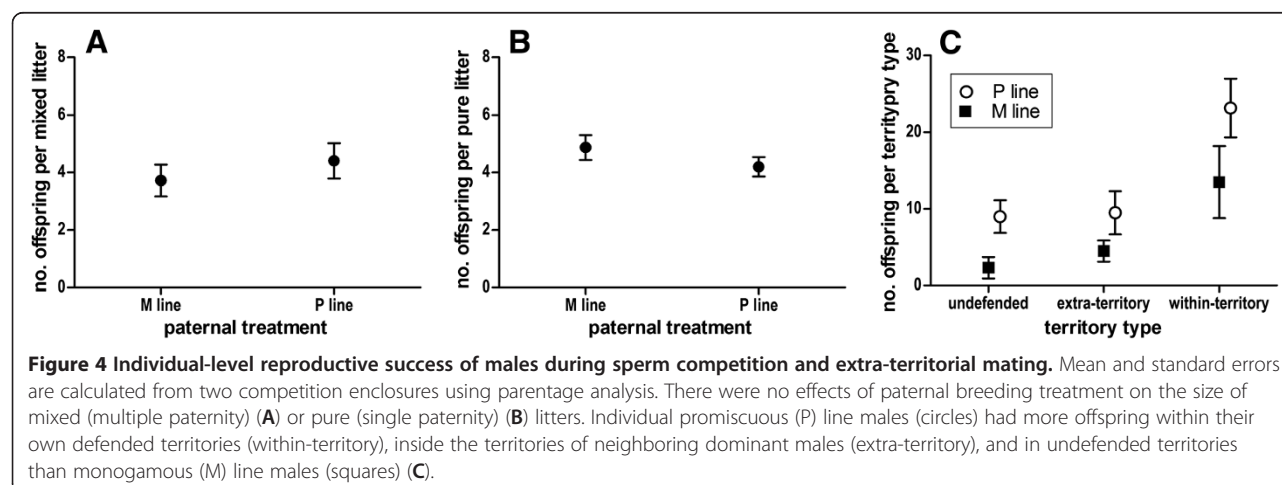 A
no. offspring per mixed litter
8
6
4
2
0
M line
P line
paternal treatment
B
no. offspring per pure litter
8
6
4
2
0
M line
P line
paternal treatment
C
no. offspring per territypry type
30
20
10
0
P line
M line
undefended
extra-territory
within-territory
territory type
Figure 4 Individual-level reproductive success of males during sperm competition and extra-territorial mating. Mean and standard errors
are calculated from two competition enclosures using parentage analysis. There were no effects of paternal breeding treatment on the size of
mixed (multiple paternity) (A) or pure (single paternity) (B) litters. Individual promiscuous (P) line males (circles) had more offspring within their
own defended territories (within-territory), inside the territories of neighboring dominant males (extra-territory), and in undefended territories
than monogamous (M) line males (squares) (C).